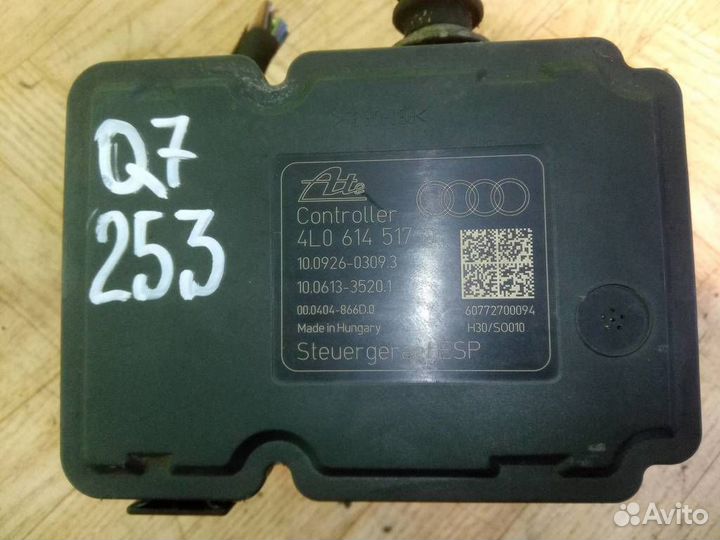 Q7
253
Ate
Controller
4L0 614 517
10.0926-0309.3
10.0613-3520.1
00.0404-866D.0
60772700094
Made in Hungary
H30/SO010
Steuergerät ESP
Avito